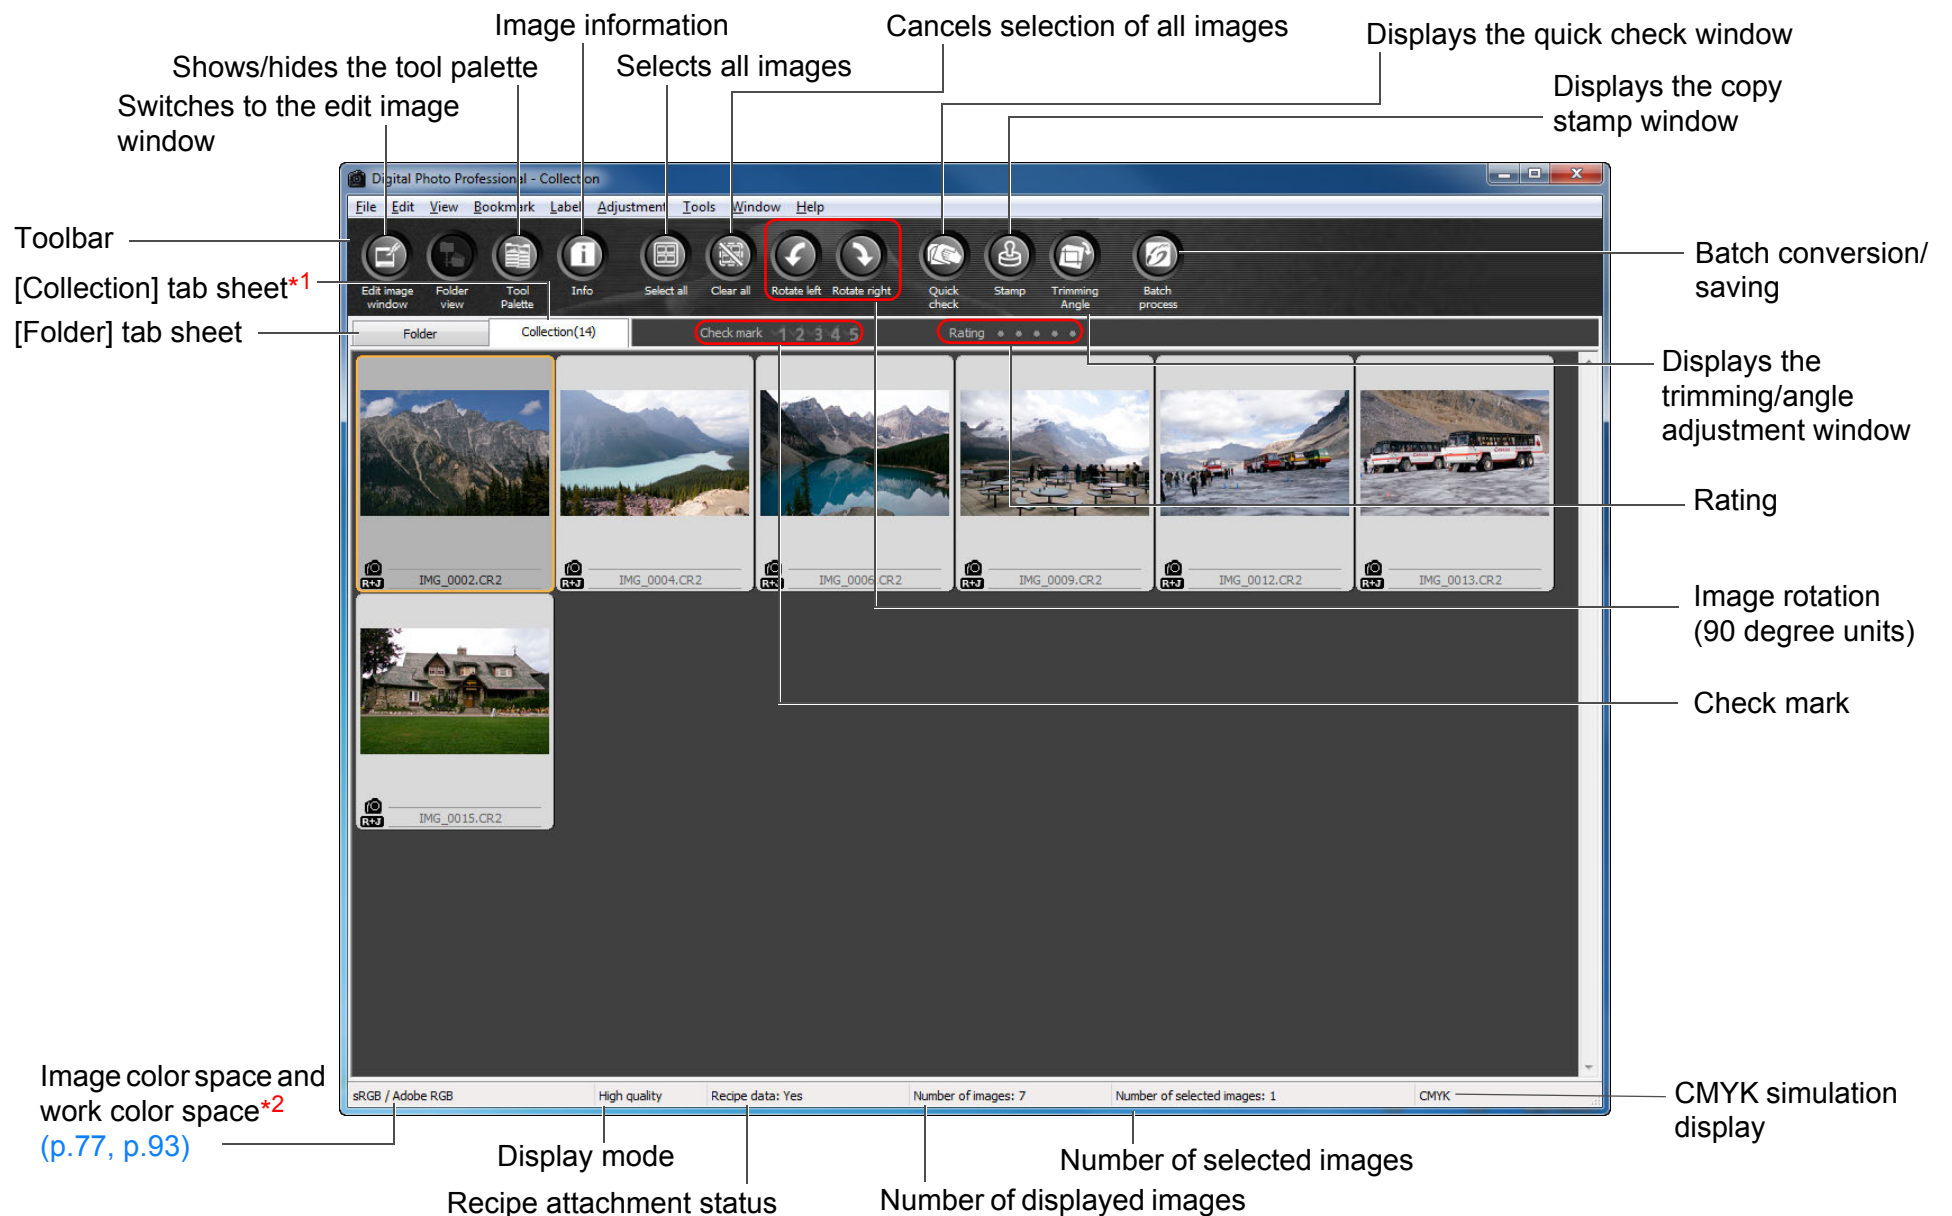 Image information
Cancels selection of all images
Displays the quick check window
Shows/hides the tool palette
Selects all images
Displays the copy
stamp window
Switches to the edit image
window
Digital Photo Professional - Collection
File Edit View Bookmark Label Adjustment Tools Window Help
Toolbar
[Collection] tab sheet*1
[Folder] tab sheet
Edit image
window
Folder
view
Tool
Palette
Info
Select all
Clear all
Rotate left
Rotate right
Quick
check
Stamp
Trimming
Angle
Batch
process
Batch conversion/
saving
Folder
Collection(14)
Check mark 1 2 3 4 5
Rating
Displays the
trimming/angle
adjustment window
Rating
R+J IMG_0002.CR2
R+J IMG_0004.CR2
R+J IMG_0006.CR2
R+J IMG_0009.CR2
R+J IMG_0012.CR2
R+J IMG_0013.CR2
Image rotation
(90 degree units)
Check mark
R+J IMG_0015.CR2
Image color space and
work color space*2
(p.77, p.93)
sRGB / Adobe RGB
High quality
Recipe data: Yes
Number of images: 7
Number of selected images: 1
CMYK
CMYK simulation
display
Display mode
Number of selected images
Recipe attachment status
Number of displayed images